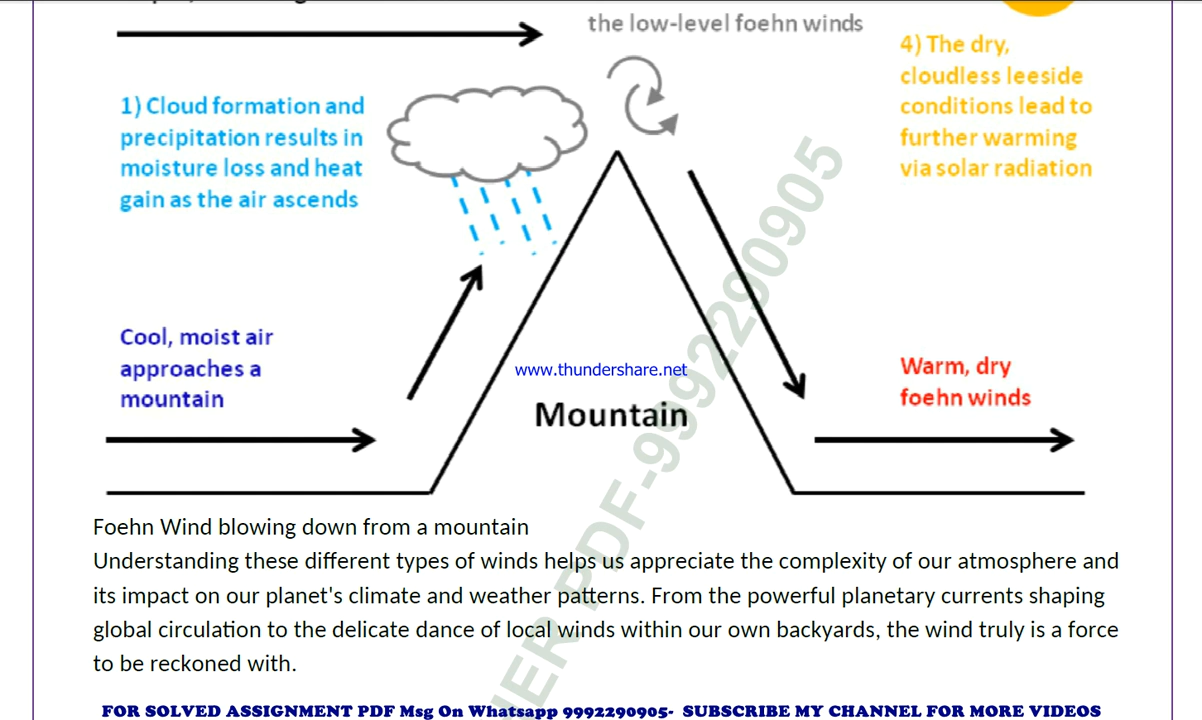 the low-level foehn winds
4) The dry,
cloudless leeside
conditions lead to
further warming
via solar radiation
1) Cloud formation and
precipitation results in
moisture loss and heat
gain as the air ascends
Cool, moist air
approaches a
mountain
www.thundershare.net
Mountain
Warm, dry
foehn winds
Foehn Wind blowing down from a mountain
Understanding these different types of winds helps us appreciate the complexity of our atmosphere and
its impact on our planet's climate and weather patterns. From the powerful planetary currents shaping
global circulation to the delicate dance of local winds within our own backyards, the wind truly is a force
to be reckoned with.
PDF-9992290905
FOR SOLVED ASSIGNMENT PDF Msg On Whatsapp 9992290905- SUBSCRIBE MY CHANNEL FOR MORE VIDEOS